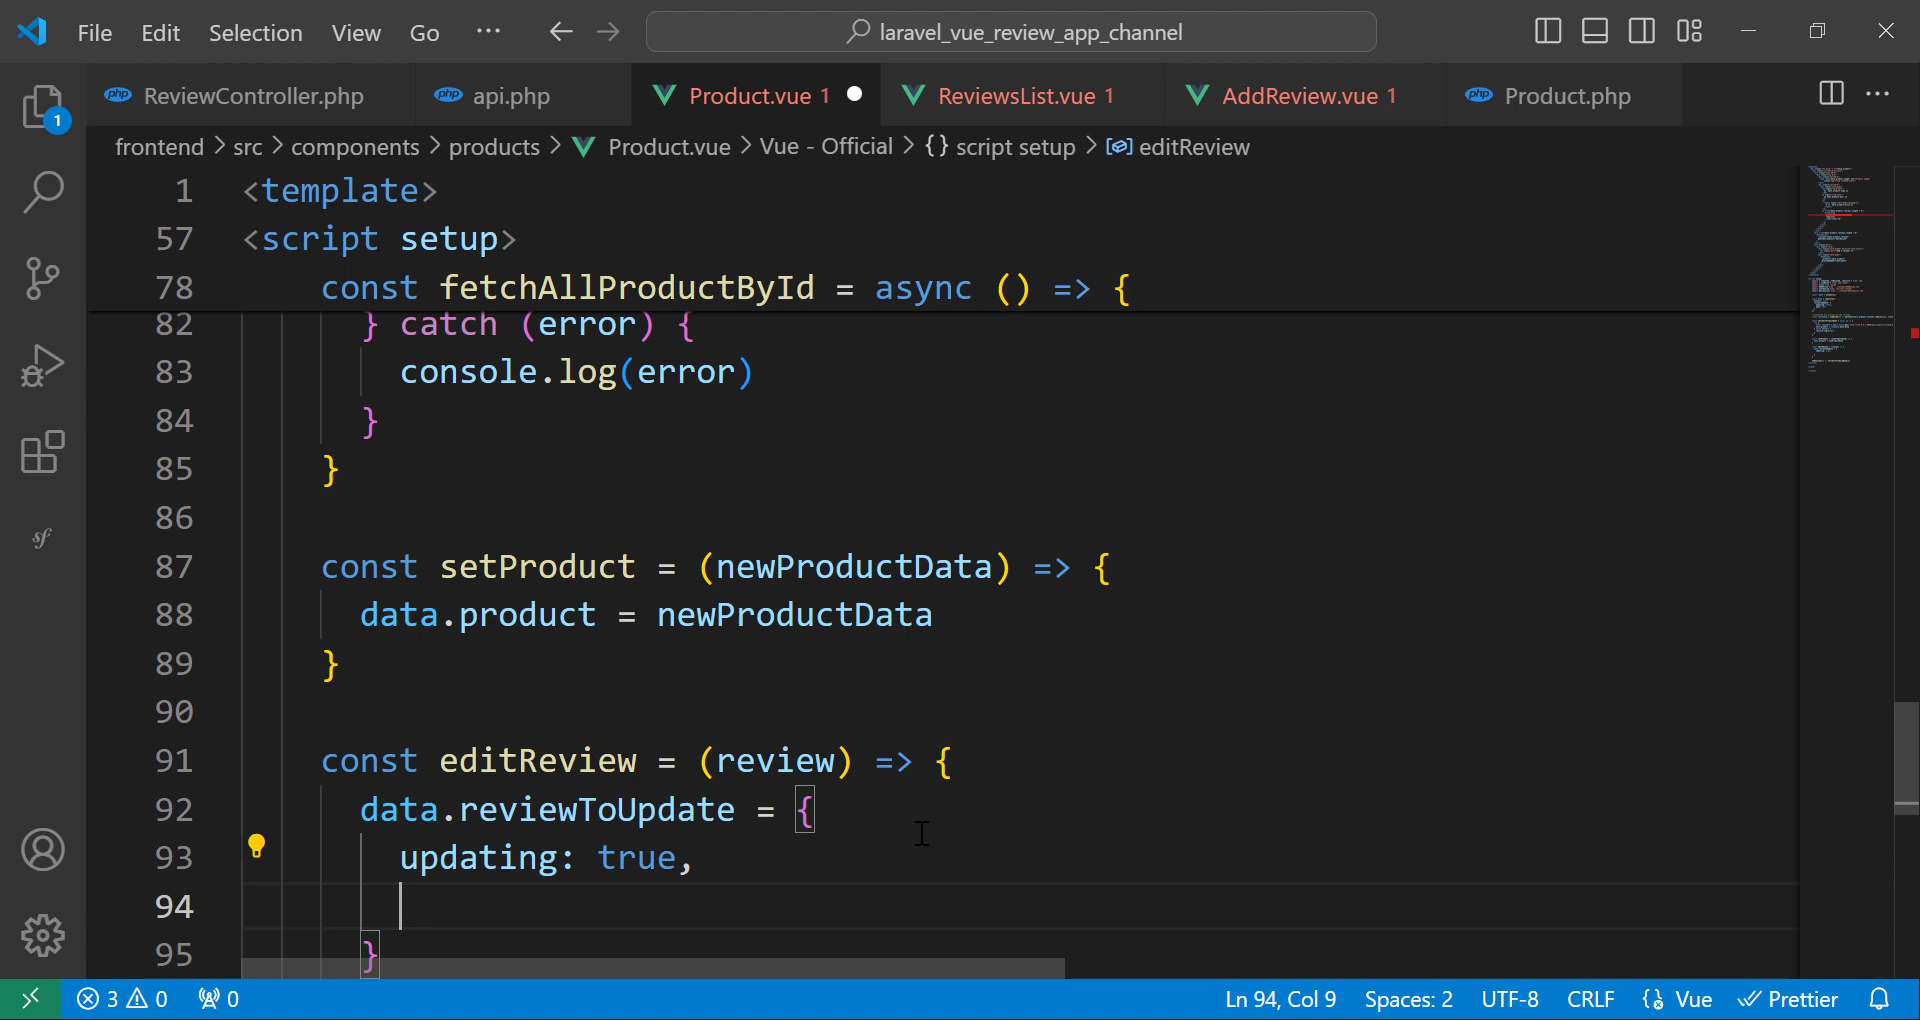 File Edit Selection View Go ··· laravel_vue_review_app_channel
ReviewController.php api.php Product.vue 1 ReviewsList.vue 1 AddReview.vue 1 Product.php
frontend > src > components > products > Product.vue > Vue - Official > {} script setup > editReview
1 <template>
57 <script setup>
78 const fetchAllProductById = async () => {
82 } catch (error) {
83 console.log(error)
84 }
85 }
86
87 const setProduct = (newProductData) => {
88 data.product = newProductData
89 }
90
91 const editReview = (review) => {
92 data.reviewToUpdate = {
93 updating: true,
94
95 }
3 0 0 Ln 94, Col 9 Spaces: 2 UTF-8 CRLF Vue Prettier